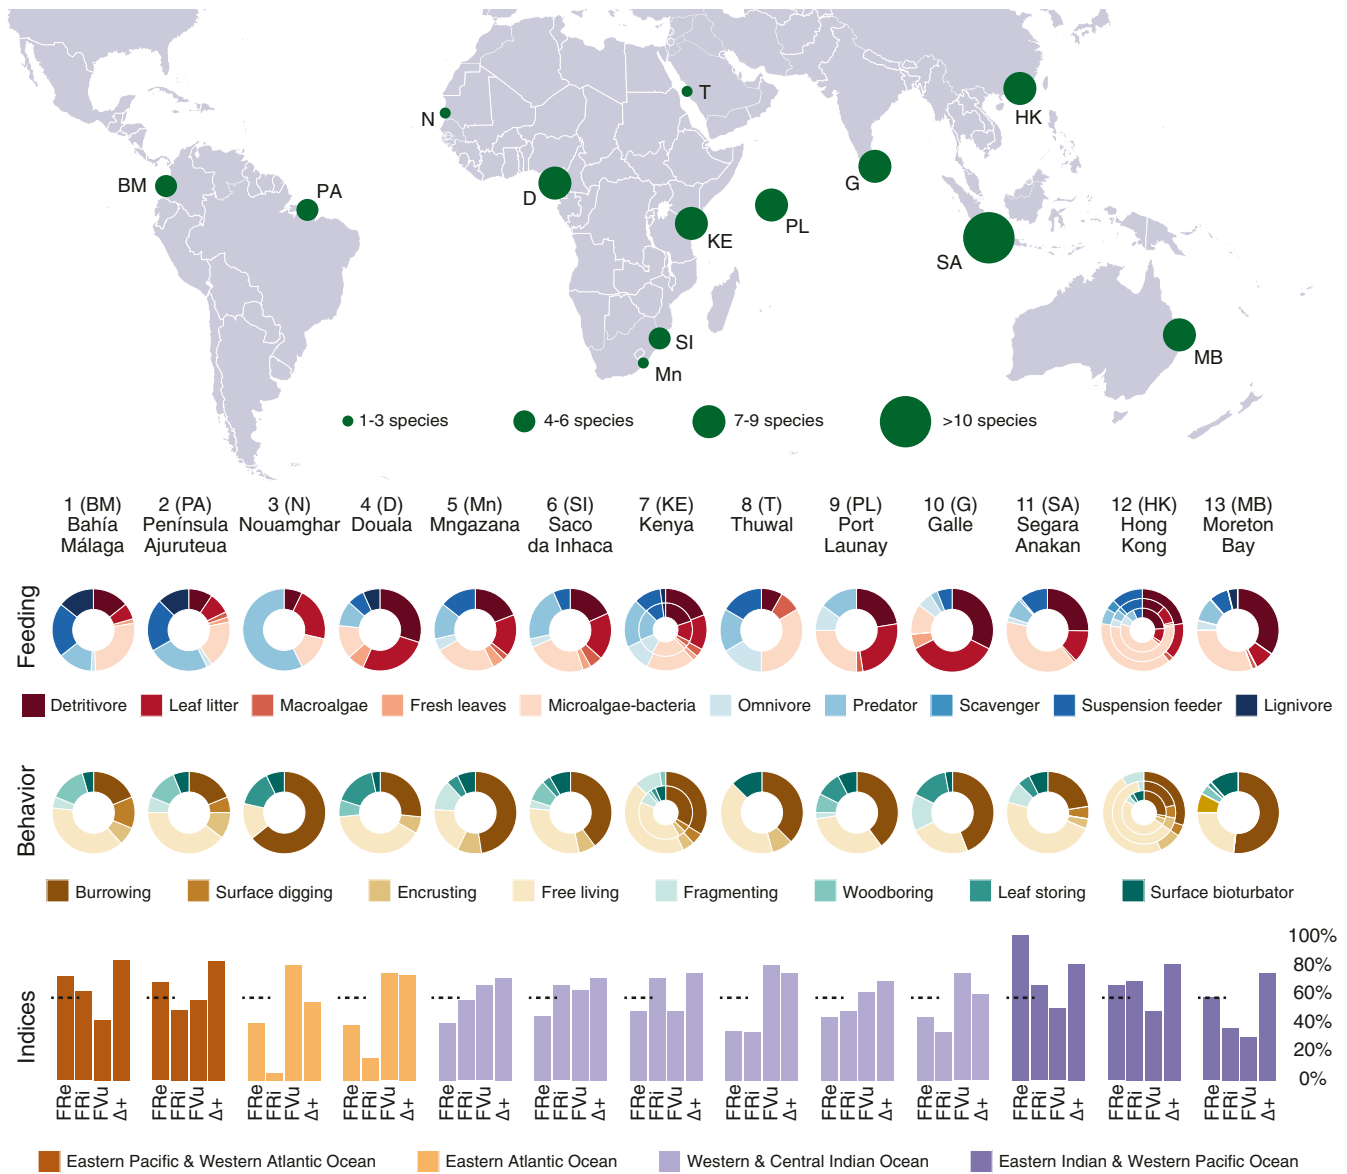 T
N
HK
BM
PA
G
D
KE
PL
SA
SI
Mn
MB
1-3 species
4-6 species
7-9 species
>10 species
1 (BM)
Bahía
Málaga
2 (PA)
Península
Ajuruteua
3 (N)
Nouamghar
4 (D)
Douala
5 (Mn)
Mngazana
6 (SI)
Saco
da Inhaca
7 (KE)
Kenya
8 (T)
Thuwal
9 (PL)
Port
Launay
10 (G)
Galle
11 (SA)
Segara
Anakan
12 (HK)
Hong
Kong
13 (MB)
Moreton
Bay
Feeding
Detritivore
Leaf litter
Macroalgae
Fresh leaves
Microalgae-bacteria
Omnivore
Predator
Scavenger
Suspension feeder
Lignivore
Behavior
Burrowing
Surface digging
Encrusting
Free living
Fragmenting
Woodboring
Leaf storing
Surface bioturbator
Indices
100%
80%
60%
40%
20%
0%
FRe FRi FVu Δ+
FRe FRi FVu Δ+
FRe FRi FVu Δ+
FRe FRi FVu Δ+
FRe FRi FVu Δ+
FRe FRi FVu Δ+
FRe FRi FVu Δ+
FRe FRi FVu Δ+
FRe FRi FVu Δ+
FRe FRi FVu Δ+
FRe FRi FVu Δ+
FRe FRi FVu Δ+
FRe FRi FVu Δ+
Eastern Pacific & Western Atlantic Ocean
Eastern Atlantic Ocean
Western & Central Indian Ocean
Eastern Indian & Western Pacific Ocean